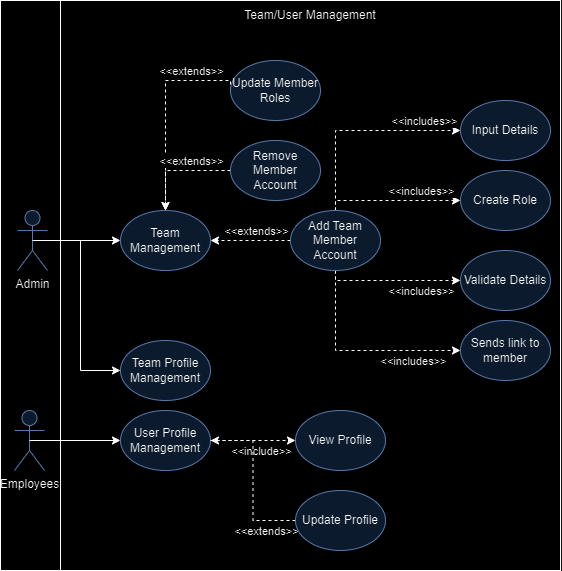 Team/User Management
<<extends>>
Update Member
Roles
<<includes>>
Input Details
<<extends>>
Remove
Member
Account
<<includes>>
Create Role
Team
Management
<<extends>>
Add Team
Member
Account
Admin
<<includes>>
Validate Details
Sends link to
member
<<includes>>
Team Profile
Management
User Profile
Management
<<include>>
View Profile
Employees
Update Profile
<<extends>>